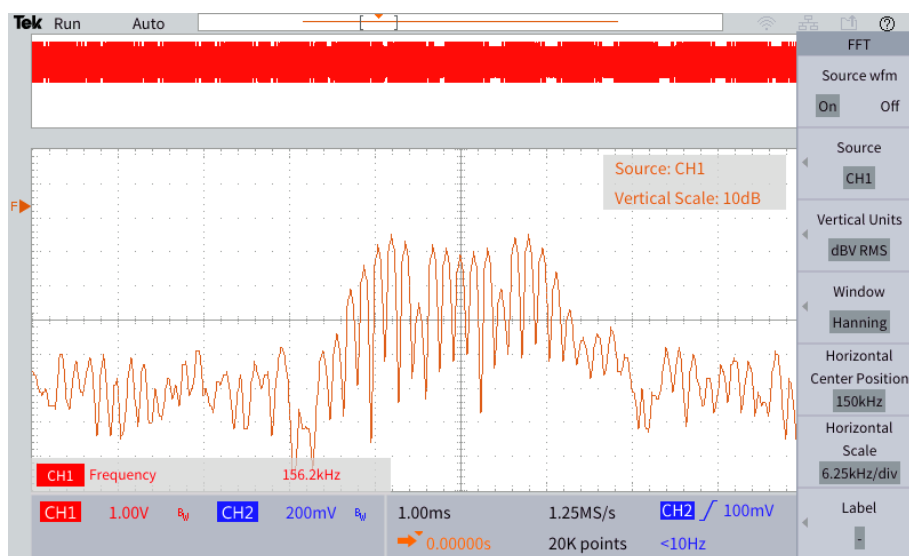 Tek Run Auto
FFT
Source wfm
On Off
Source
CH1
Source: CH1
Vertical Scale: 10dB
F
Vertical Units
dBV RMS
Window
Hanning
Horizontal
Center Position
150kHz
Horizontal
Scale
6.25kHz/div
Label
-
CH1 Frequency 156.2kHz
CH1 1.00V BW CH2 200mV BW 1.00ms 1.25MS/s CH2 100mV
0.00000s 20K points <10Hz